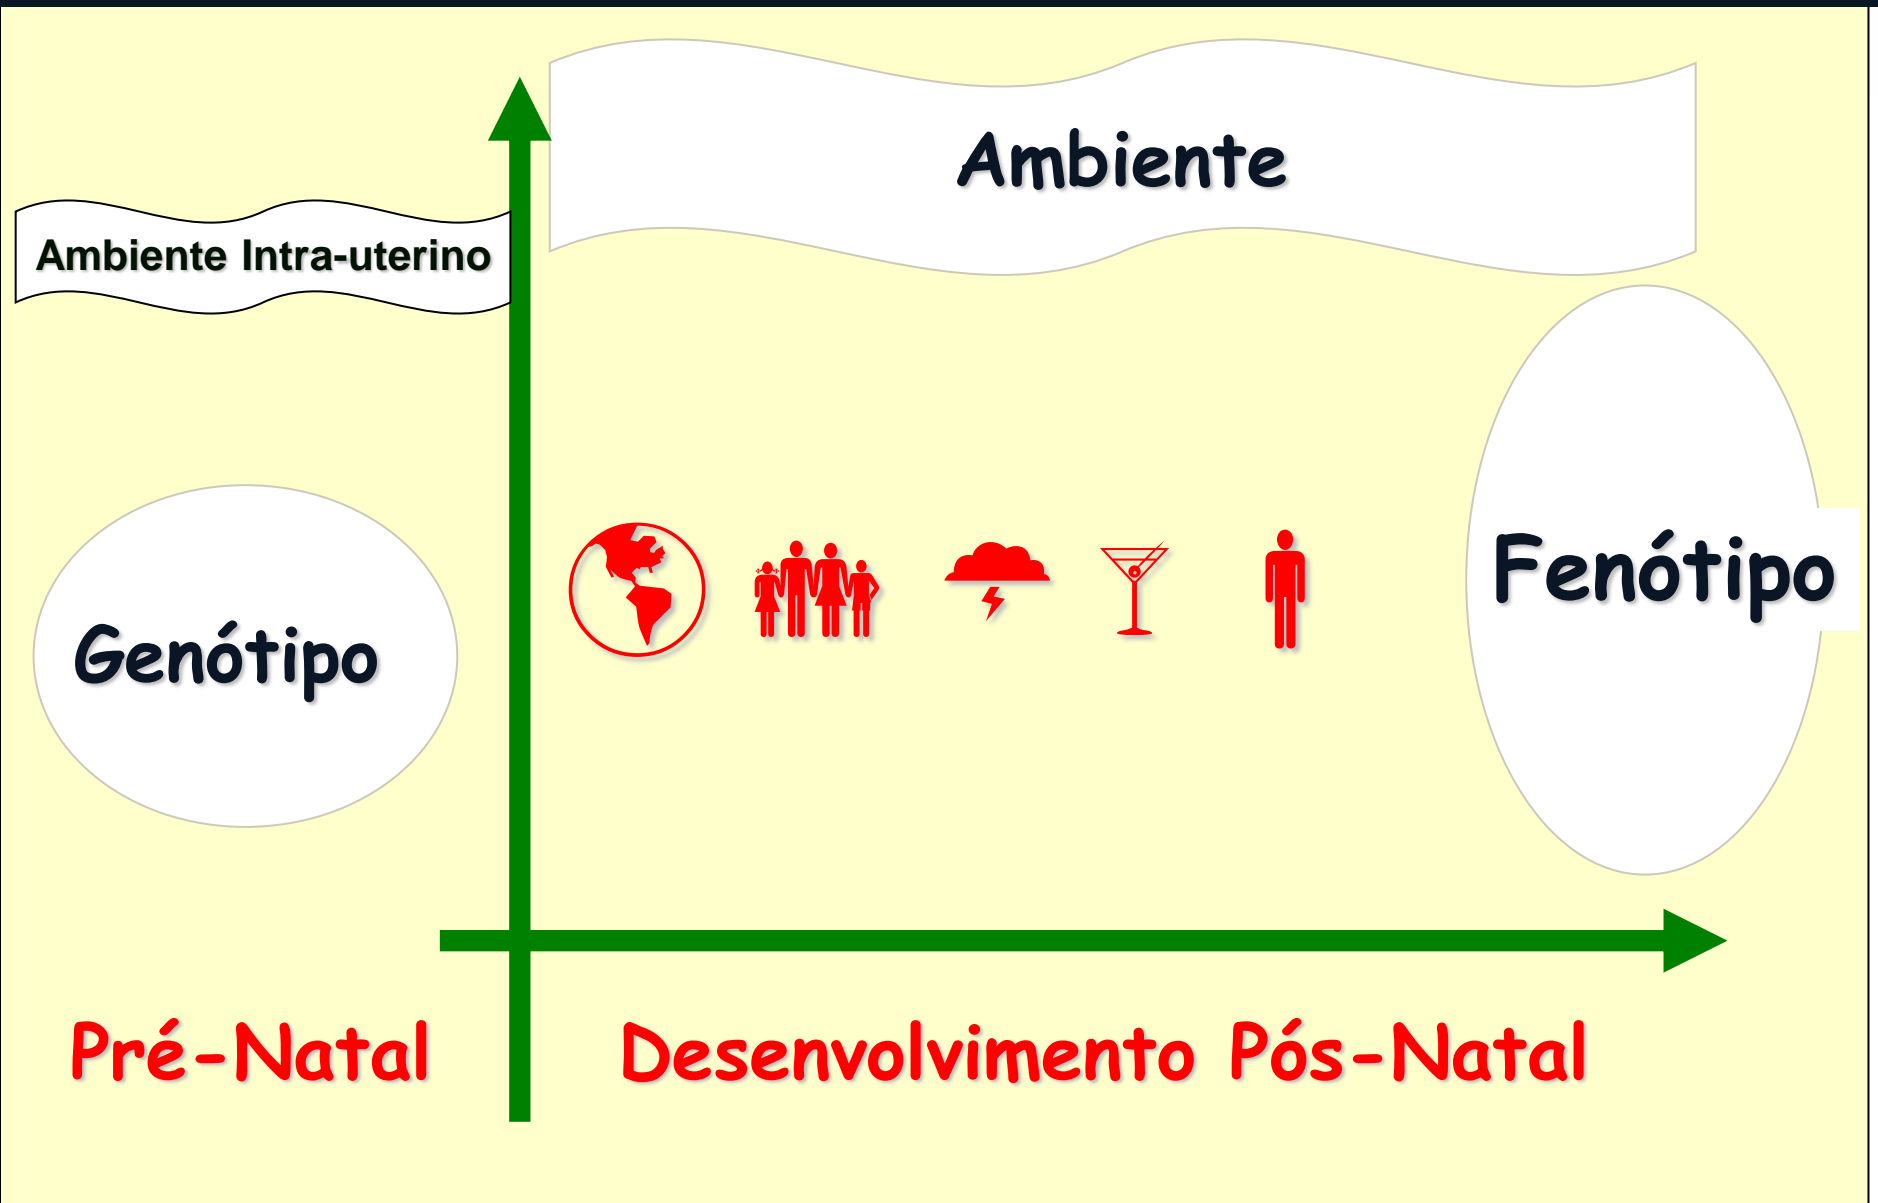 Ambiente
Ambiente Intra-uterino
Genótipo
Fenótipo
Pré-Natal
Desenvolvimento Pós-Natal